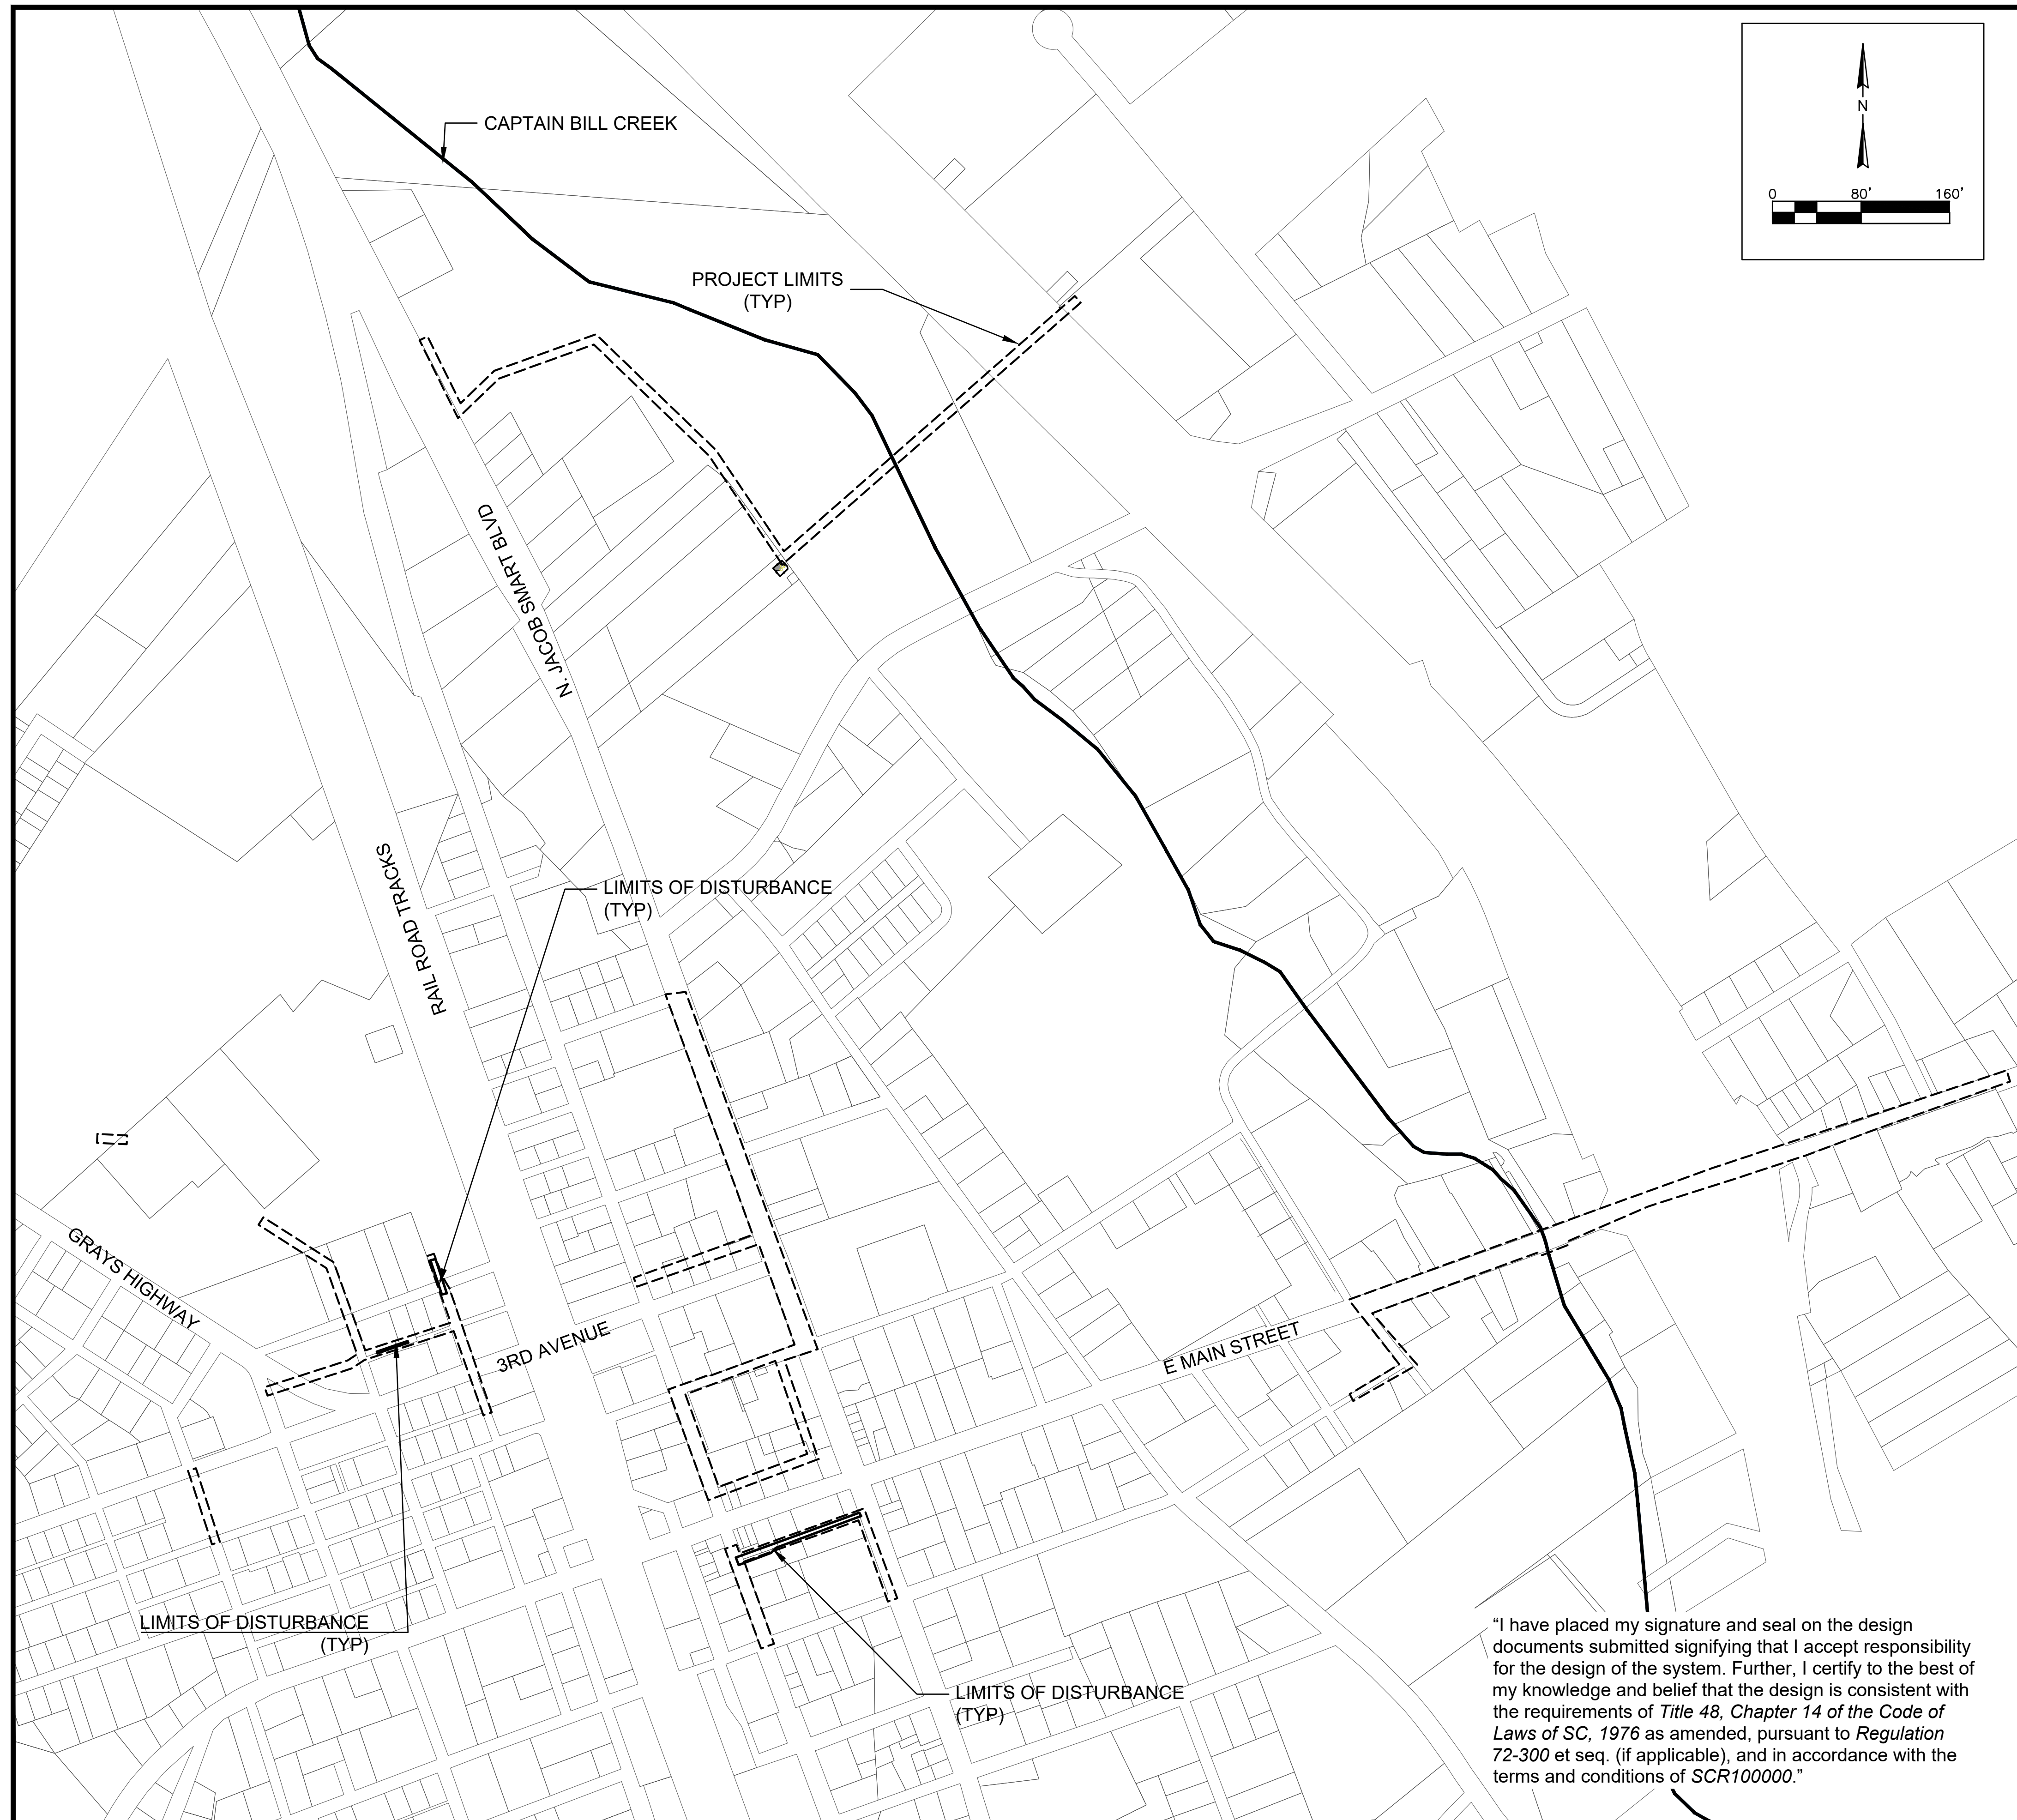 CAPTAIN BILL CREEK
N
0 80' 160'
PROJECT LIMITS
(TYP)
N. JACOB SMART BLVD
RAIL ROAD TRACKS
LIMITS OF DISTURBANCE
(TYP)
GRAYS HIGHWAY
3RD AVENUE
E MAIN STREET
LIMITS OF DISTURBANCE
(TYP)
LIMITS OF DISTURBANCE
(TYP)
“I have placed my signature and seal on the design
documents submitted signifying that I accept responsibility
for the design of the system. Further, I certify to the best of
my knowledge and belief that the design is consistent with
the requirements of Title 48, Chapter 14 of the Code of
Laws of SC, 1976 as amended, pursuant to Regulation
72-300 et seq. (if applicable), and in accordance with the
terms and conditions of SCR100000.”